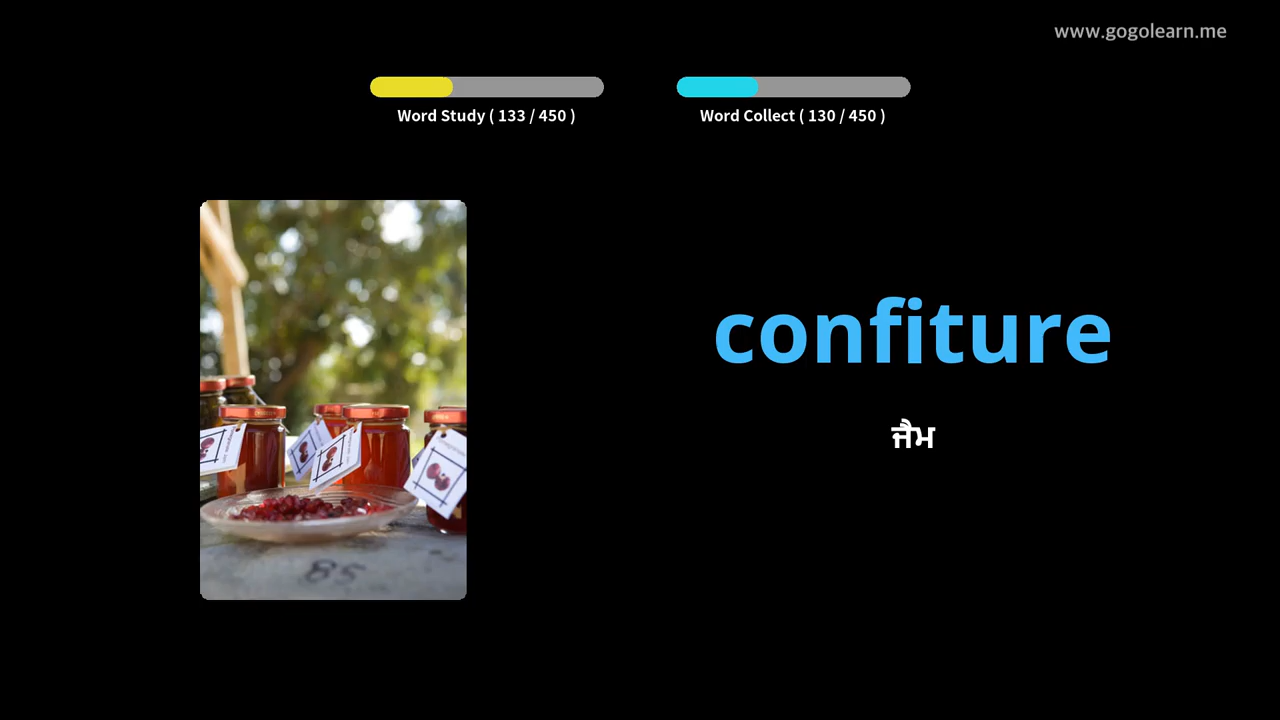 www.gogolearn.me
Word Study ( 133 / 450 )
Word Collect ( 130 / 450 )
confiture
ਜੈਮ
85